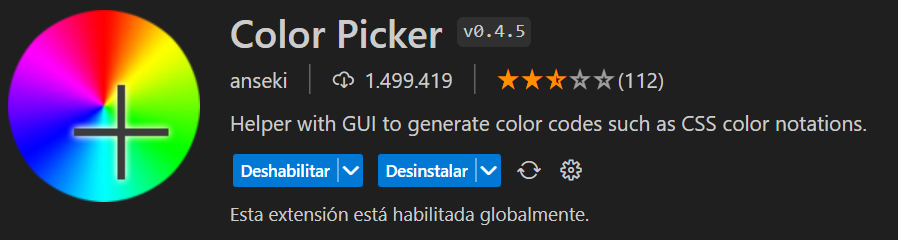 Color Picker v0.4.5
anseki 1.499.419 (112)
Helper with GUI to generate color codes such as CSS color notations.
Deshabilitar Desinstalar
Esta extensión está habilitada globalmente.